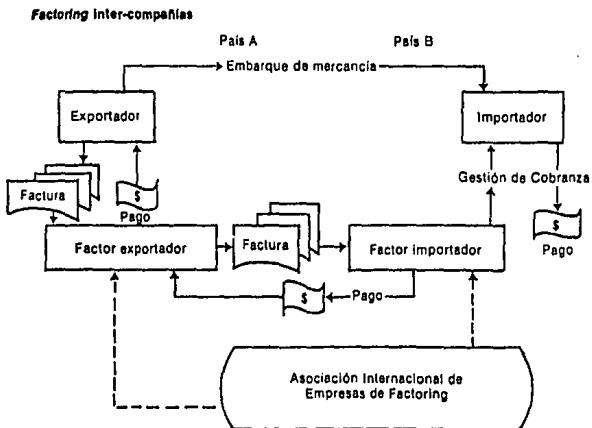 Factoring inter-compañías
País A
País B
Embarque de mercancía
Exportador
Importador
Gestión de Cobranza
Factura
$
Pago
$
Pago
Factor exportador
Factura
Factor importador
$
Pago
Asociación Internacional de
Empresas de Factoring